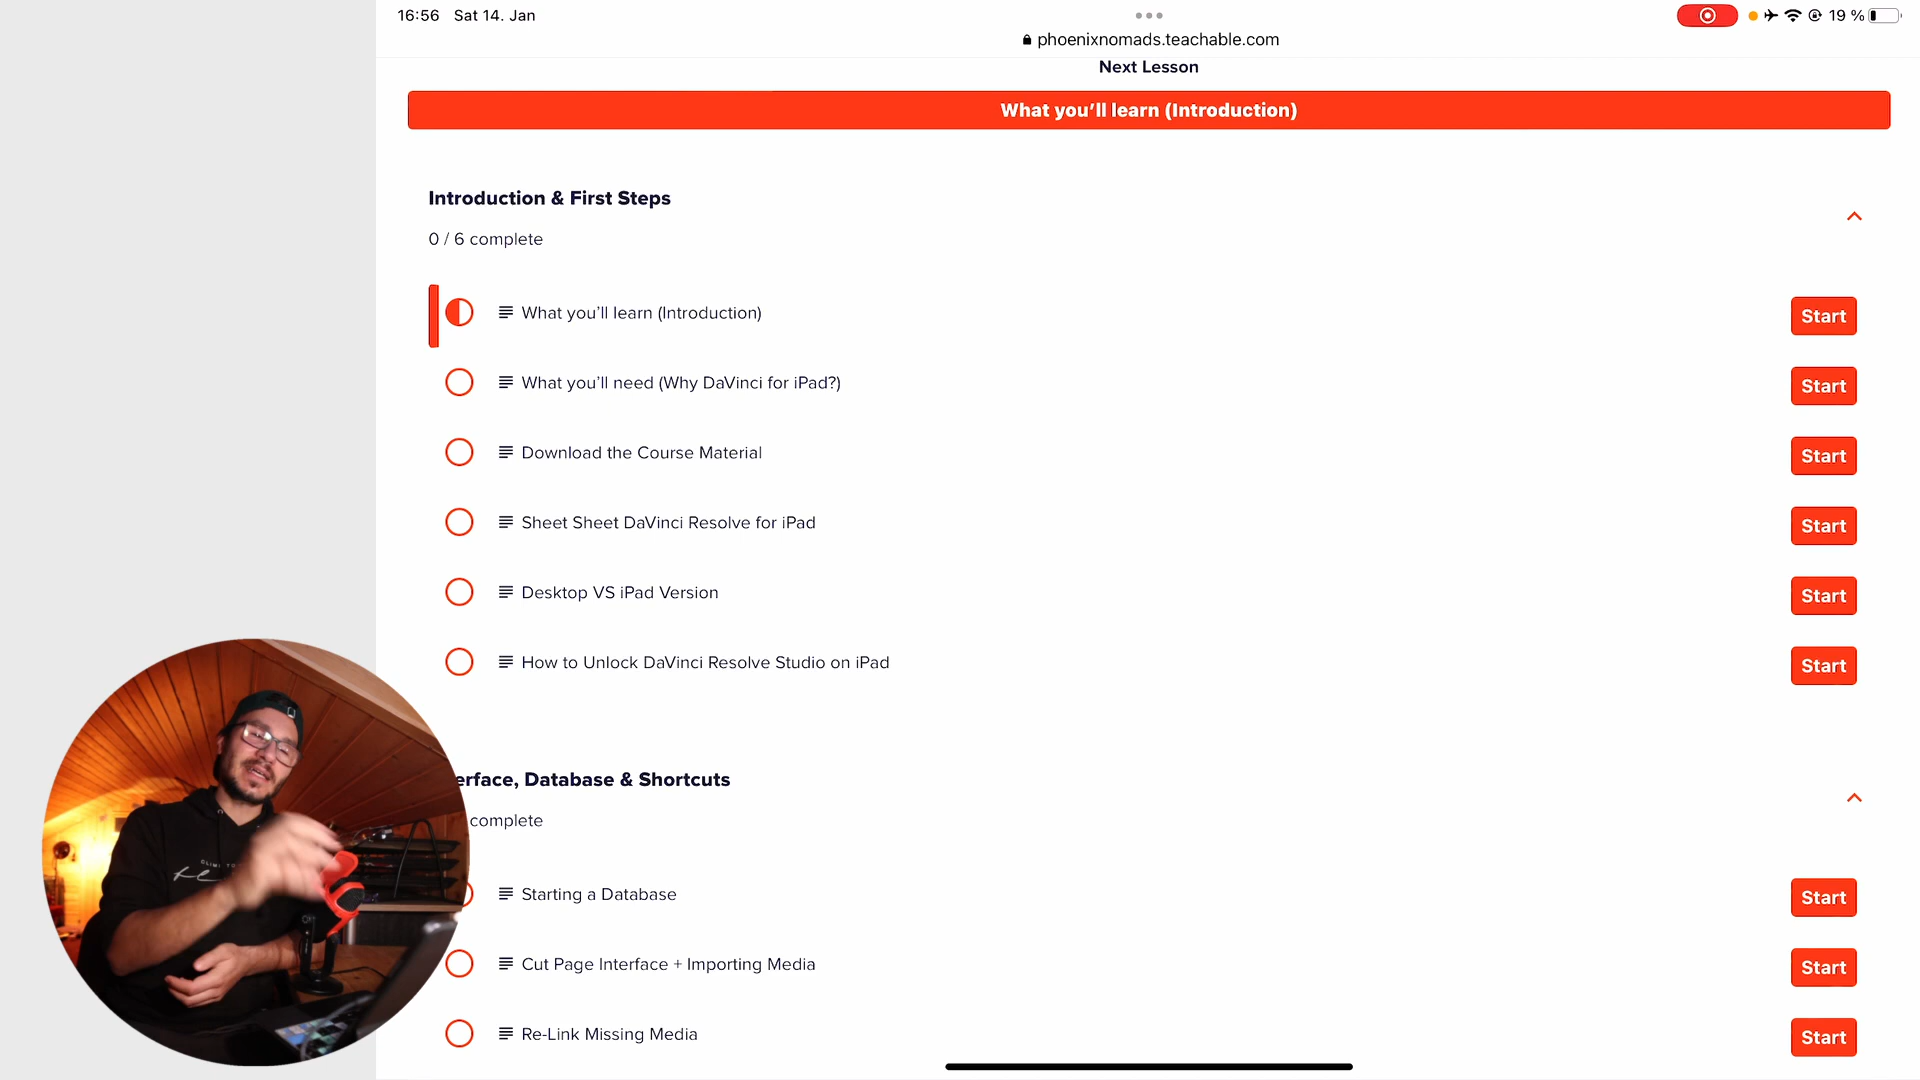 16:56 Sat 14. Jan
19 %
phoenixnomads.teachable.com
Next Lesson
What you'll learn (Introduction)
Introduction & First Steps
0 / 6 complete
What you'll learn (Introduction)
Start
What you'll need (Why DaVinci for iPad?)
Start
Download the Course Material
Start
Sheet Sheet DaVinci Resolve for iPad
Start
Desktop VS iPad Version
Start
How to Unlock DaVinci Resolve Studio on iPad
Start
erface, Database & Shortcuts
complete
Starting a Database
Start
Cut Page Interface + Importing Media
Start
Re-Link Missing Media
Start